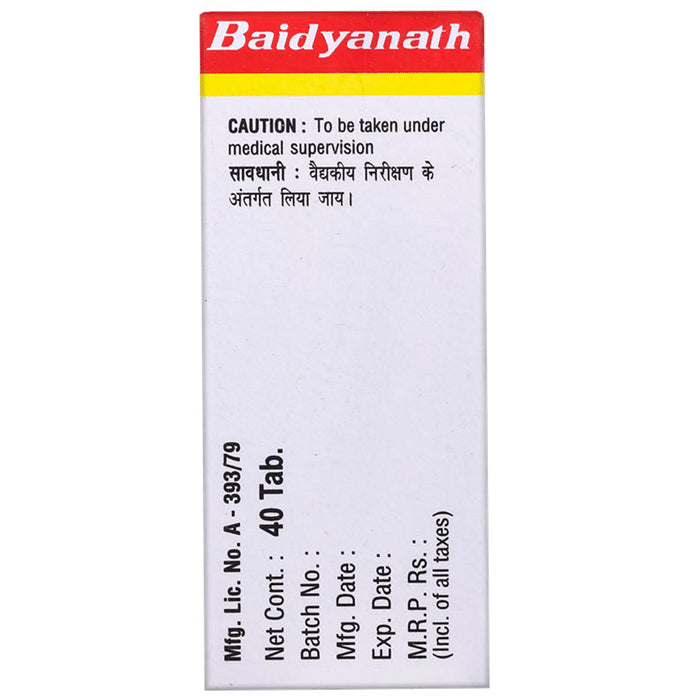 Baidyanath
CAUTION : To be taken under
medical supervision
सावधानी : वैद्यकीय निरीक्षण के
अंतर्गत लिया जाय।
Mfg. Lic. No. A - 393/79
Net Cont. : 40 Tab.
Batch No. :
Mfg. Date :
Exp. Date :
M.R.P. Rs. :
(Incl. of all taxes)